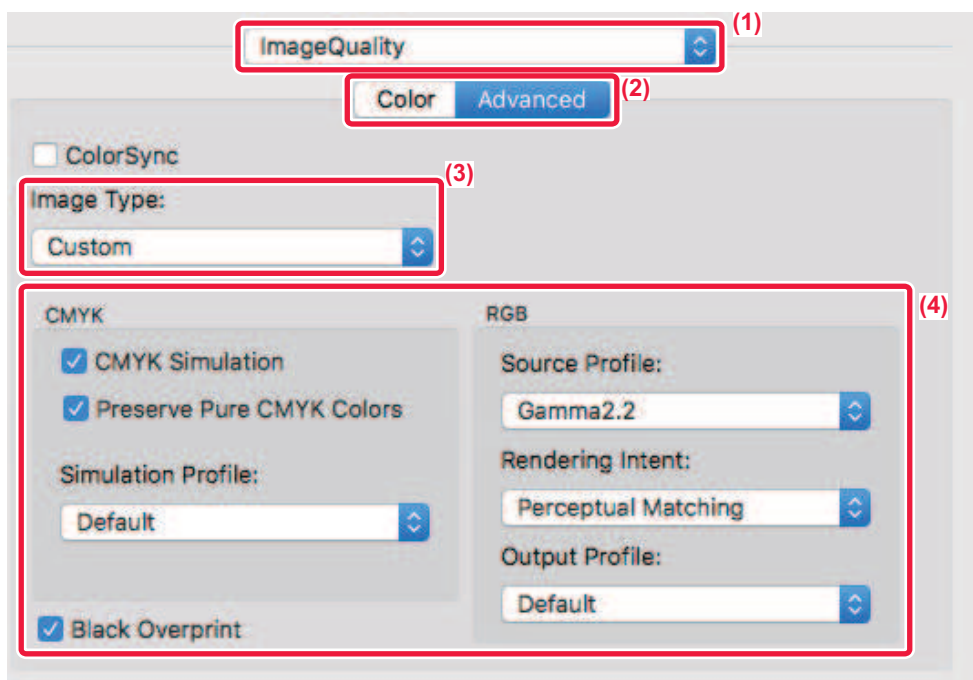 (1)
ImageQuality
(2)
Color Advanced
ColorSync
(3)
Image Type:
Custom
(4)
CMYK
CMYK Simulation
Preserve Pure CMYK Colors
Simulation Profile:
Default
Black Overprint
RGB
Source Profile:
Gamma2.2
Rendering Intent:
Perceptual Matching
Output Profile:
Default